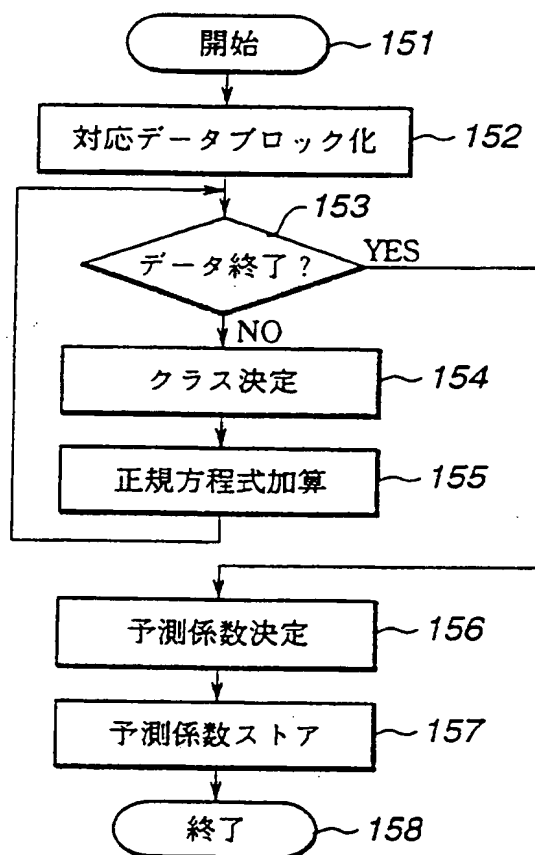 開始 151
対応データブロック化 152
153
データ終了? YES
NO
クラス決定 154
正規方程式加算 155
予測係数決定 156
予測係数ストア 157
終了 158